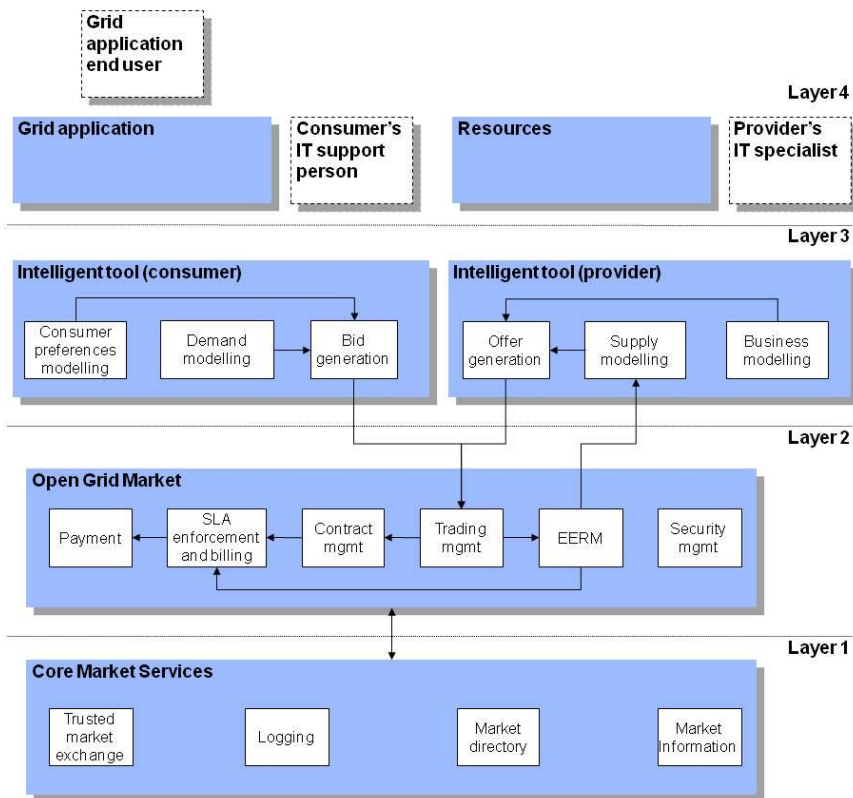 Grid
application
end user
Layer 4
Grid application
Consumer's
IT support
person
Resources
Provider's
IT specialist
Layer 3
Intelligent tool (consumer)
Consumer
preferences
modelling
Demand
modelling
Bid
generation
Intelligent tool (provider)
Offer
generation
Supply
modelling
Business
modelling
Layer 2
Open Grid Market
Payment
SLA
enforcement
and billing
Contract
mgmt
Trading
mgmt
EERM
Security
mgmt
Layer 1
Core Market Services
Trusted
market
exchange
Logging
Market
directory
Market
Information